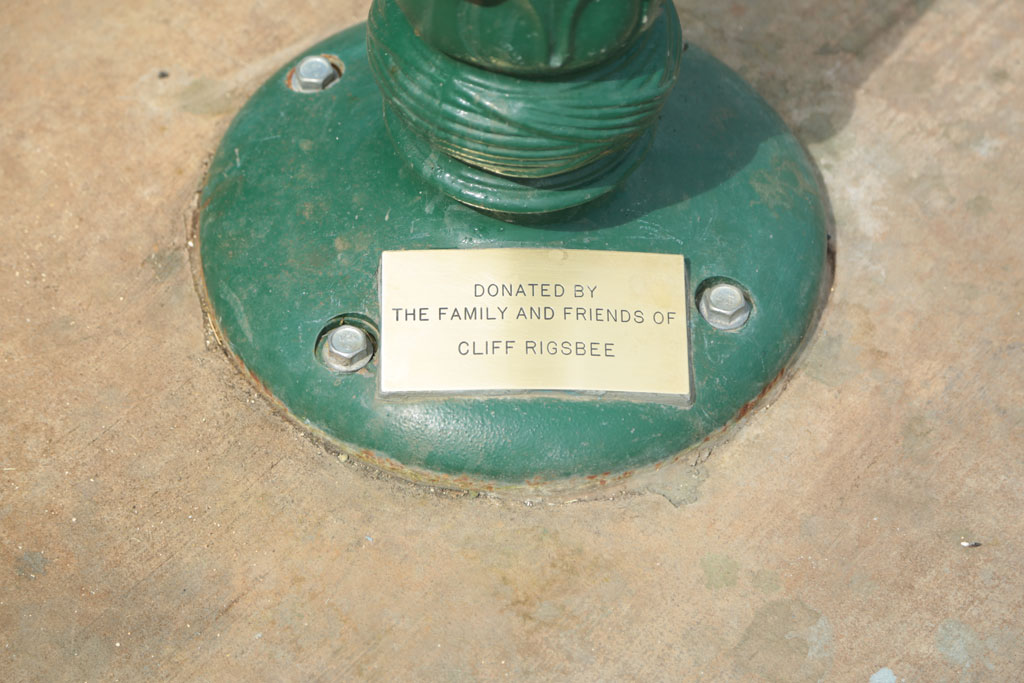 DONATED BY
THE FAMILY AND FRIENDS OF
CLIFF RIGSBEE